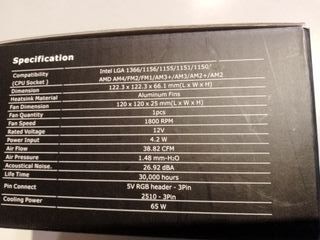 Specification
Compatibility Intel LGA 1366/1156/1155/1151/1150/
(CPU Socket) AMD AM4/FM2/FM1/AM3+/AM3/AM2+/AM2
Dimension 122.3 x 122.3 x 66.1 mm(L x W x H)
Heatsink Material Aluminum Fins
Fan Dimension 120 x 120 x 25 mm(L x W x H)
Fan Quantity 1pcs
Fan Speed 1800 RPM
Rated Voltage 12V
Power Input 4.2 W
Air Flow 38.82 CFM
Air Pressure 1.48 mm-H2O
Acoustical Noise. 26.92 dBA
Life Time 30,000 hours
Pin Connect 5V RGB header - 3Pin
2510 - 3Pin
Cooling Power 65 W